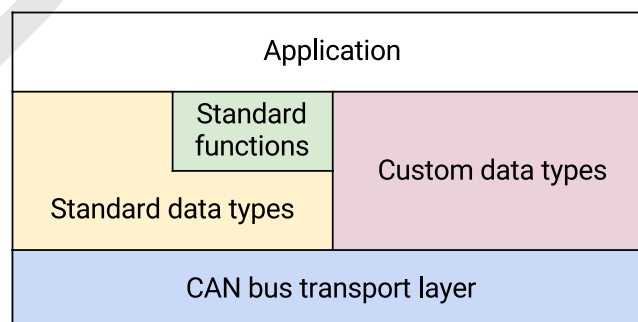 Application
Standard
functions
Custom data types
Standard data types
CAN bus transport layer